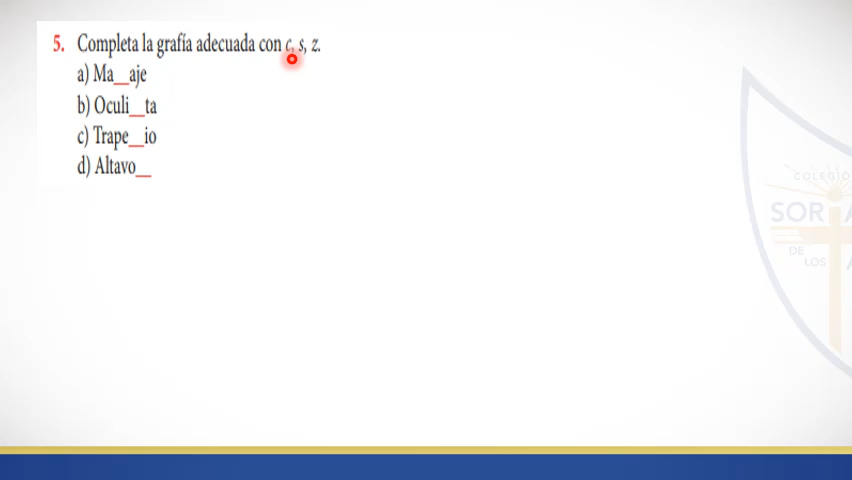 5. Completa la grafía adecuada con c, s, z.
a) Ma__aje
b) Oculi__ta
c) Trape__io
d) Altavo__
COLEGIO
SOR
DE
LOS